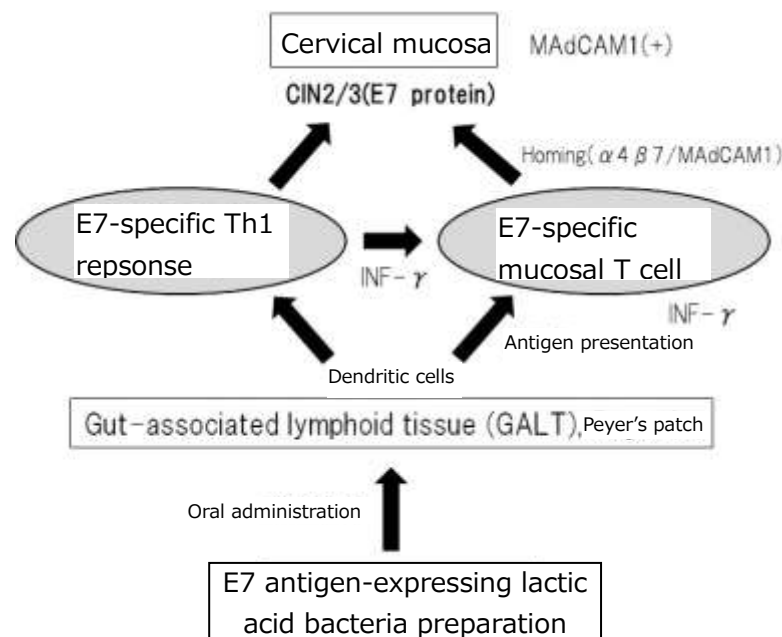 Cervical mucosa
MAdCAM1(+)
CIN2/3(E7 protein)
Homing(α4β7/MAdCAM1)
E7-specific Th1
repsonse
INF-γ
E7-specific
mucosal T cell
INF-γ
Antigen presentation
Dendritic cells
Gut-associated lymphoid tissue (GALT), Peyer's patch
Oral administration
E7 antigen-expressing lactic
acid bacteria preparation